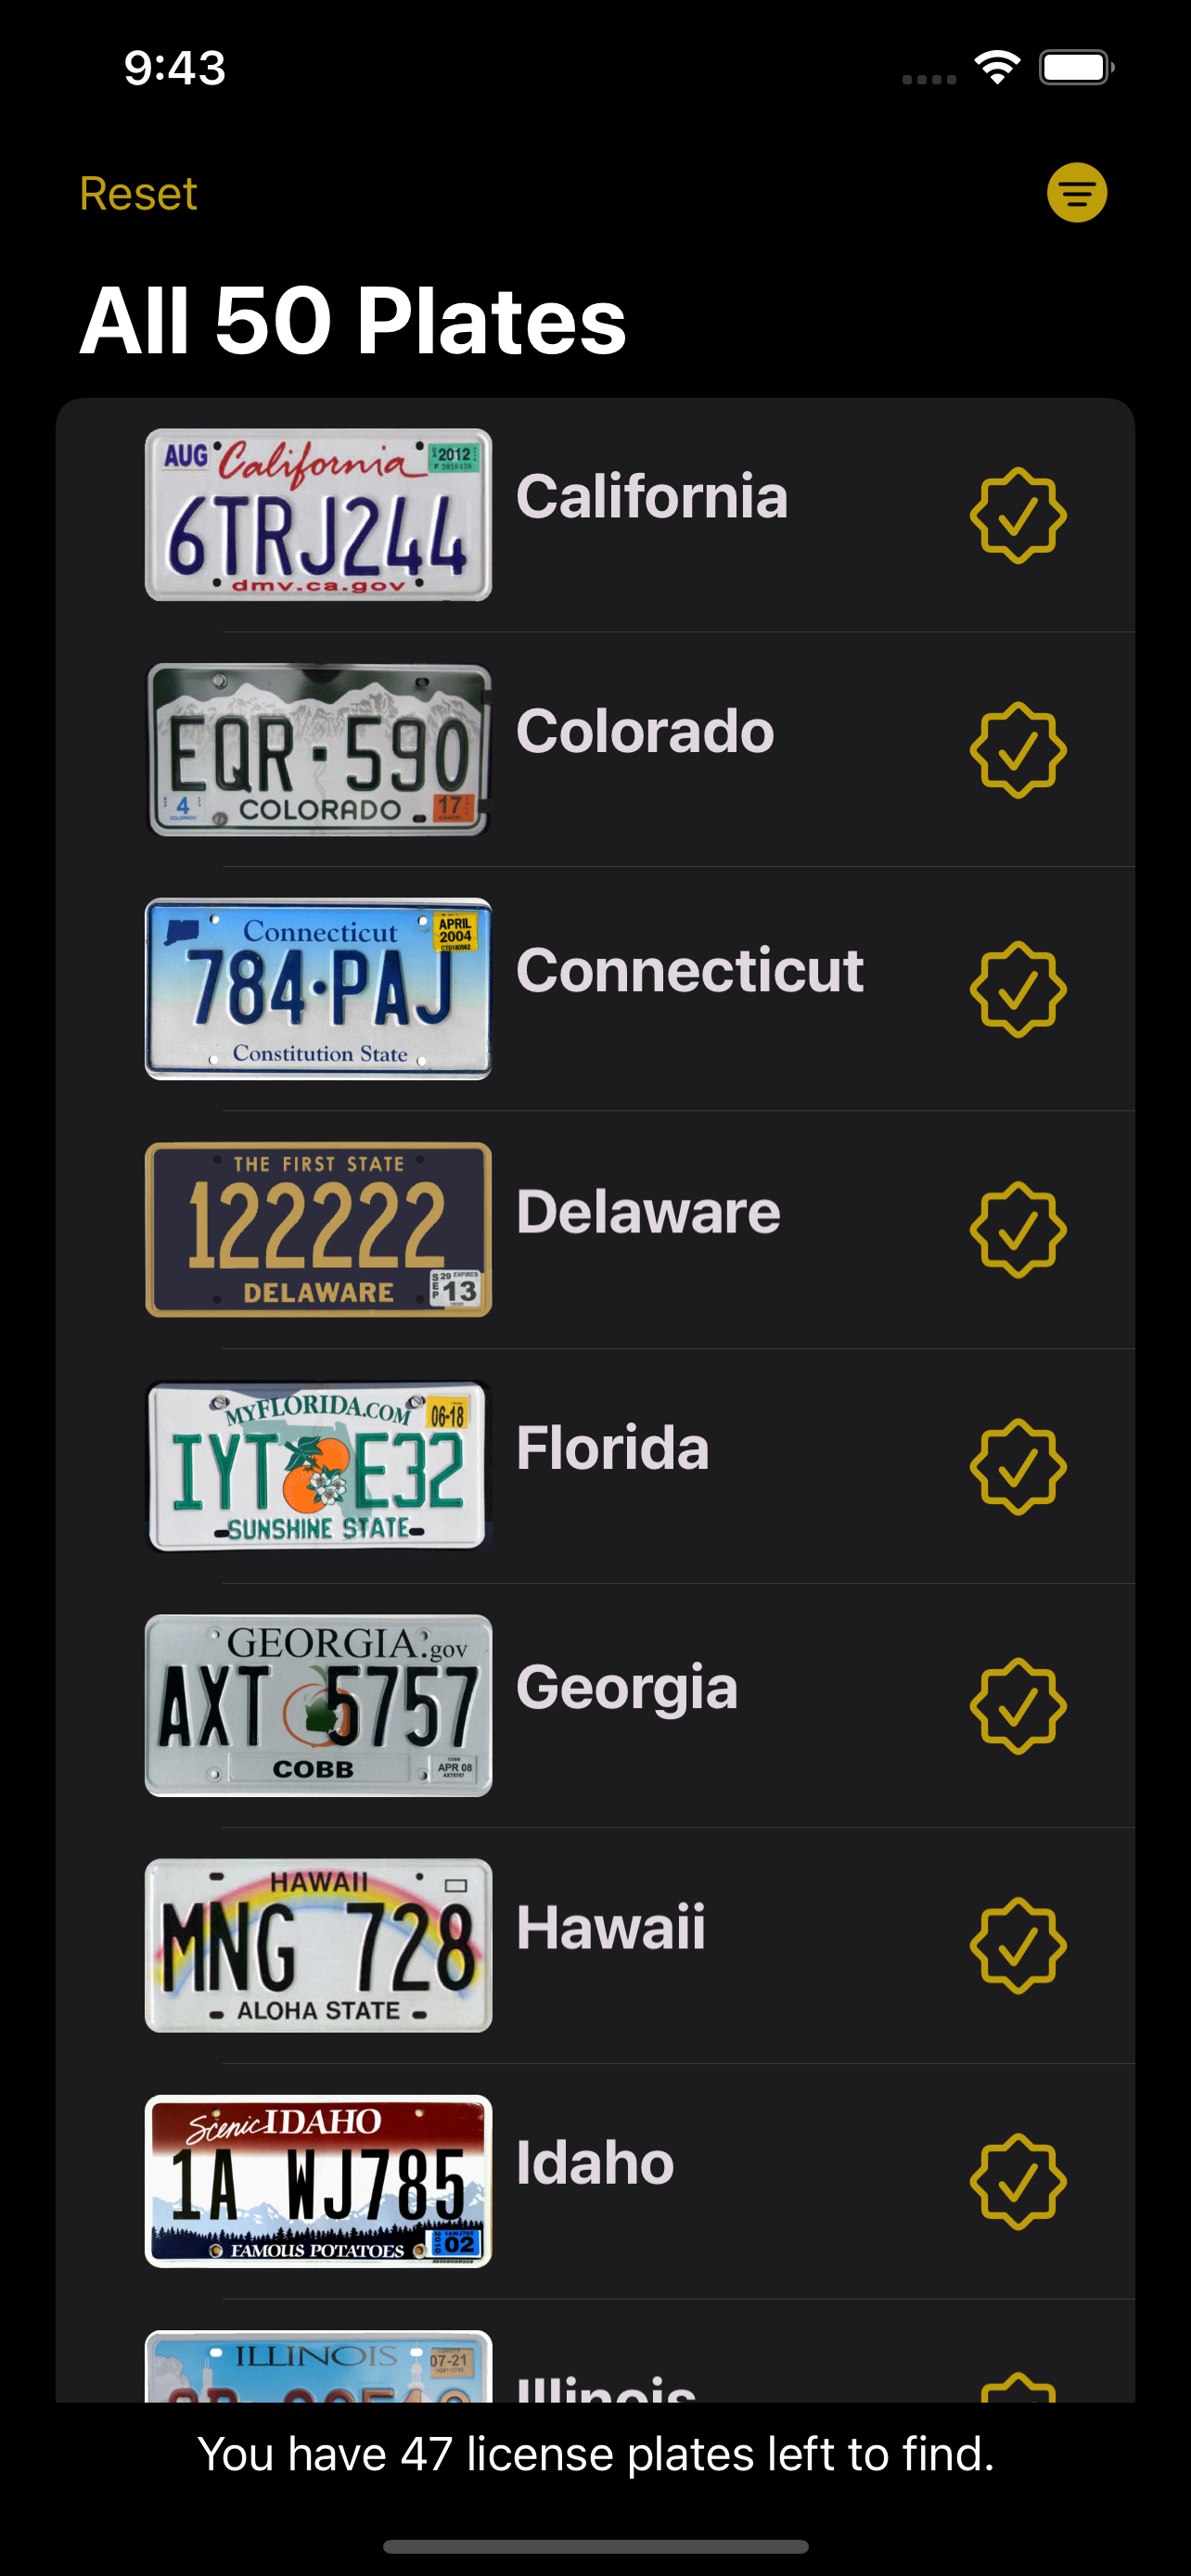 9:43
Reset
All 50 Plates
AUG California 2012
6TRJ244
dmv.ca.gov
California
EQR·590
4 COLORADO 17
Colorado
Connecticut APRIL
2004
784·PAJ
Constitution State
Connecticut
THE FIRST STATE
122222
DELAWARE SEP 29 EXPIRES 13
Delaware
MYFLORIDA.COM 06-18
IYT E32
SUNSHINE STATE
Florida
GEORGIA.gov
AXT 5757
COBB APR 08
Georgia
HAWAII
MNG 728
ALOHA STATE
Hawaii
Scenic IDAHO
1A WJ785
FAMOUS POTATOES 02
Idaho
ILLINOIS 07-21
Illinois
You have 47 license plates left to find.